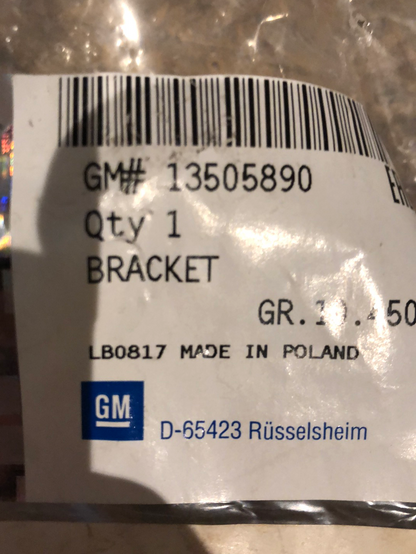 GM# 13505890
Qty 1
BRACKET
LB0817 MADE IN POLAND
GM
D-65423 Rüsselsheim